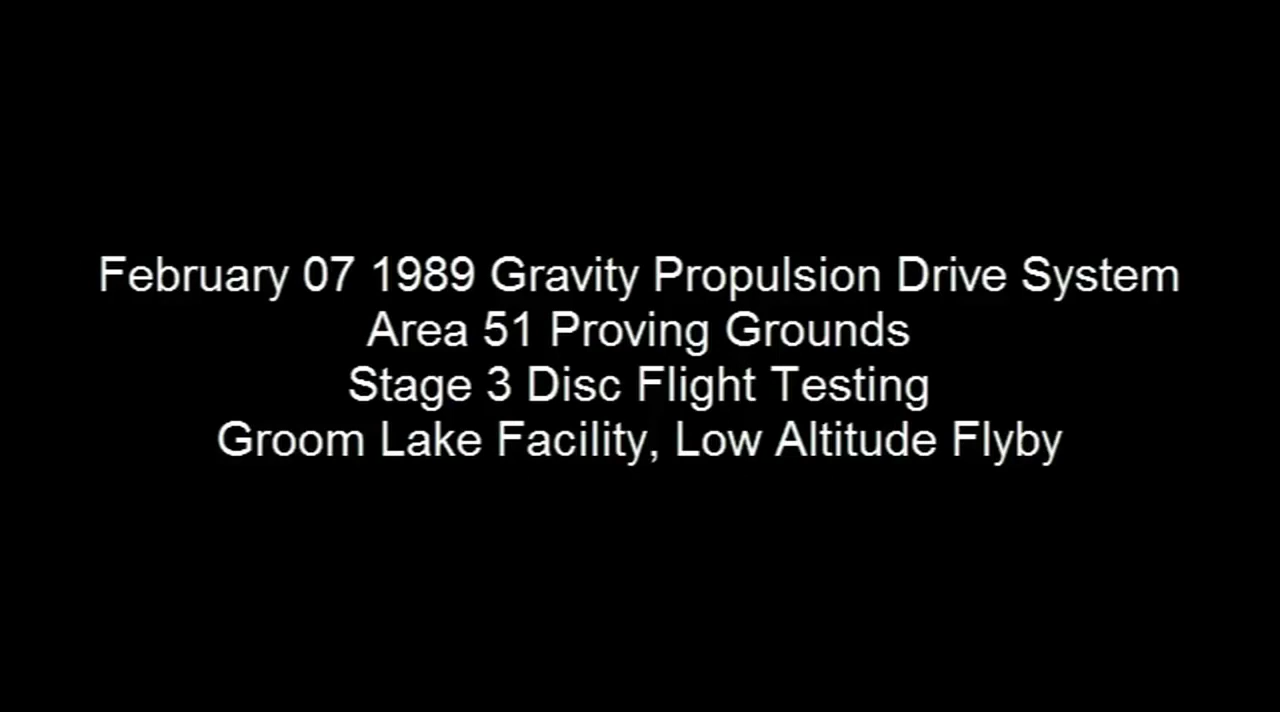 February 07 1989 Gravity Propulsion Drive System
Area 51 Proving Grounds
Stage 3 Disc Flight Testing
Groom Lake Facility, Low Altitude Flyby